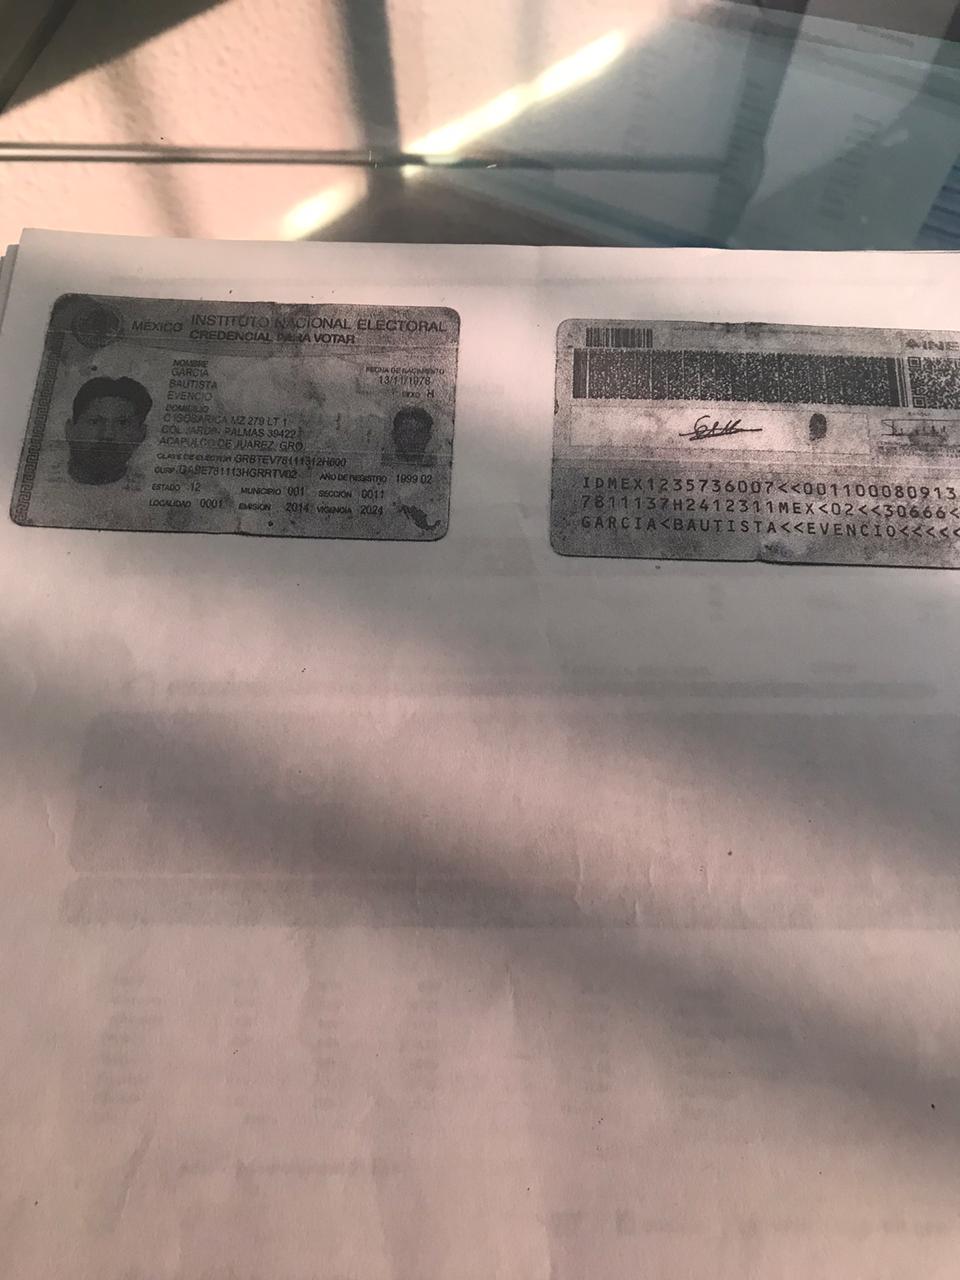 MÉXICO INSTITUTO NACIONAL ELECTORAL
CREDENCIAL PARA VOTAR
NOMBRE
GARCIA
BAUTISTA
EVENCIO
FECHA DE NACIMIENTO
13/11/1978
SEXO H
DOMICILIO
C ISOBARICA MZ 279 LT 1
COL JARDIN PALMAS 39422
ACAPULCO DE JUAREZ, GRO.
CLAVE DE ELECTOR GRBTEV78111312H600
CURP GABE781113HGRRTV02 AÑO DE REGISTRO 1999 02
ESTADO 12 MUNICIPIO 001 SECCIÓN 0011
LOCALIDAD 0001 EMISIÓN 2014 VIGENCIA 2024
INE
IDMEX1235736007<<001100080913
7811137H2412311MEX<02<<30666<
GARCIA<BAUTISTA<<EVENCIO<<<<<